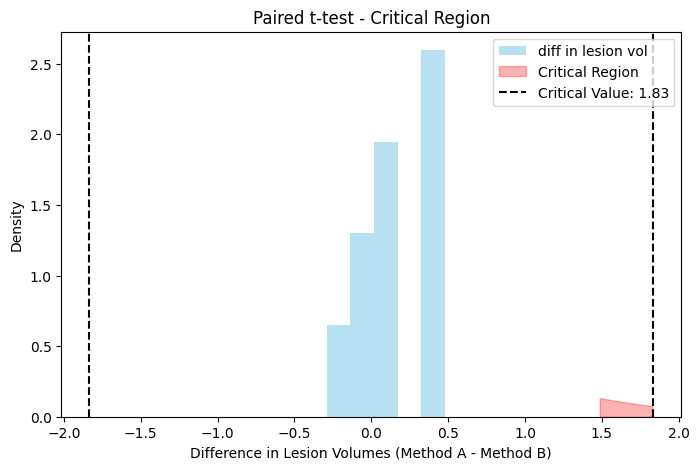 Paired t-test - Critical Region
diff in lesion vol
Critical Region
Critical Value: 1.83
Density
2.5
2.0
1.5
1.0
0.5
0.0
−2.0 −1.5 −1.0 −0.5 0.0 0.5 1.0 1.5 2.0
Difference in Lesion Volumes (Method A - Method B)